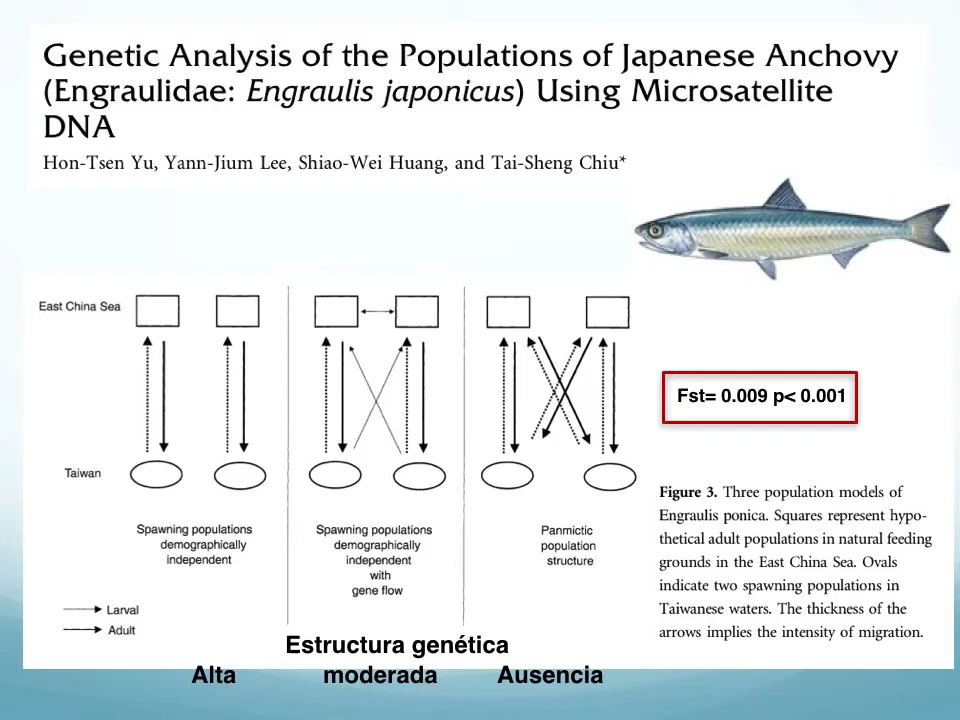 Genetic Analysis of the Populations of Japanese Anchovy
(Engraulidae: Engraulis japonicus) Using Microsatellite
DNA
Hon-Tsen Yu, Yann-Jium Lee, Shiao-Wei Huang, and Tai-Sheng Chiu*
East China Sea
Fst= 0.009 p< 0.001
Taiwan
Spawning populations
demographically
independent
Spawning populations
demographically
independent
with
gene flow
Panmictic
population
structure
Larval
Adult
Figure 3. Three population models of
Engraulis ponica. Squares represent hypo-
thetical adult populations in natural feeding
grounds in the East China Sea. Ovals
indicate two spawning populations in
Taiwanese waters. The thickness of the
arrows implies the intensity of migration.
Estructura genética
Alta moderada Ausencia